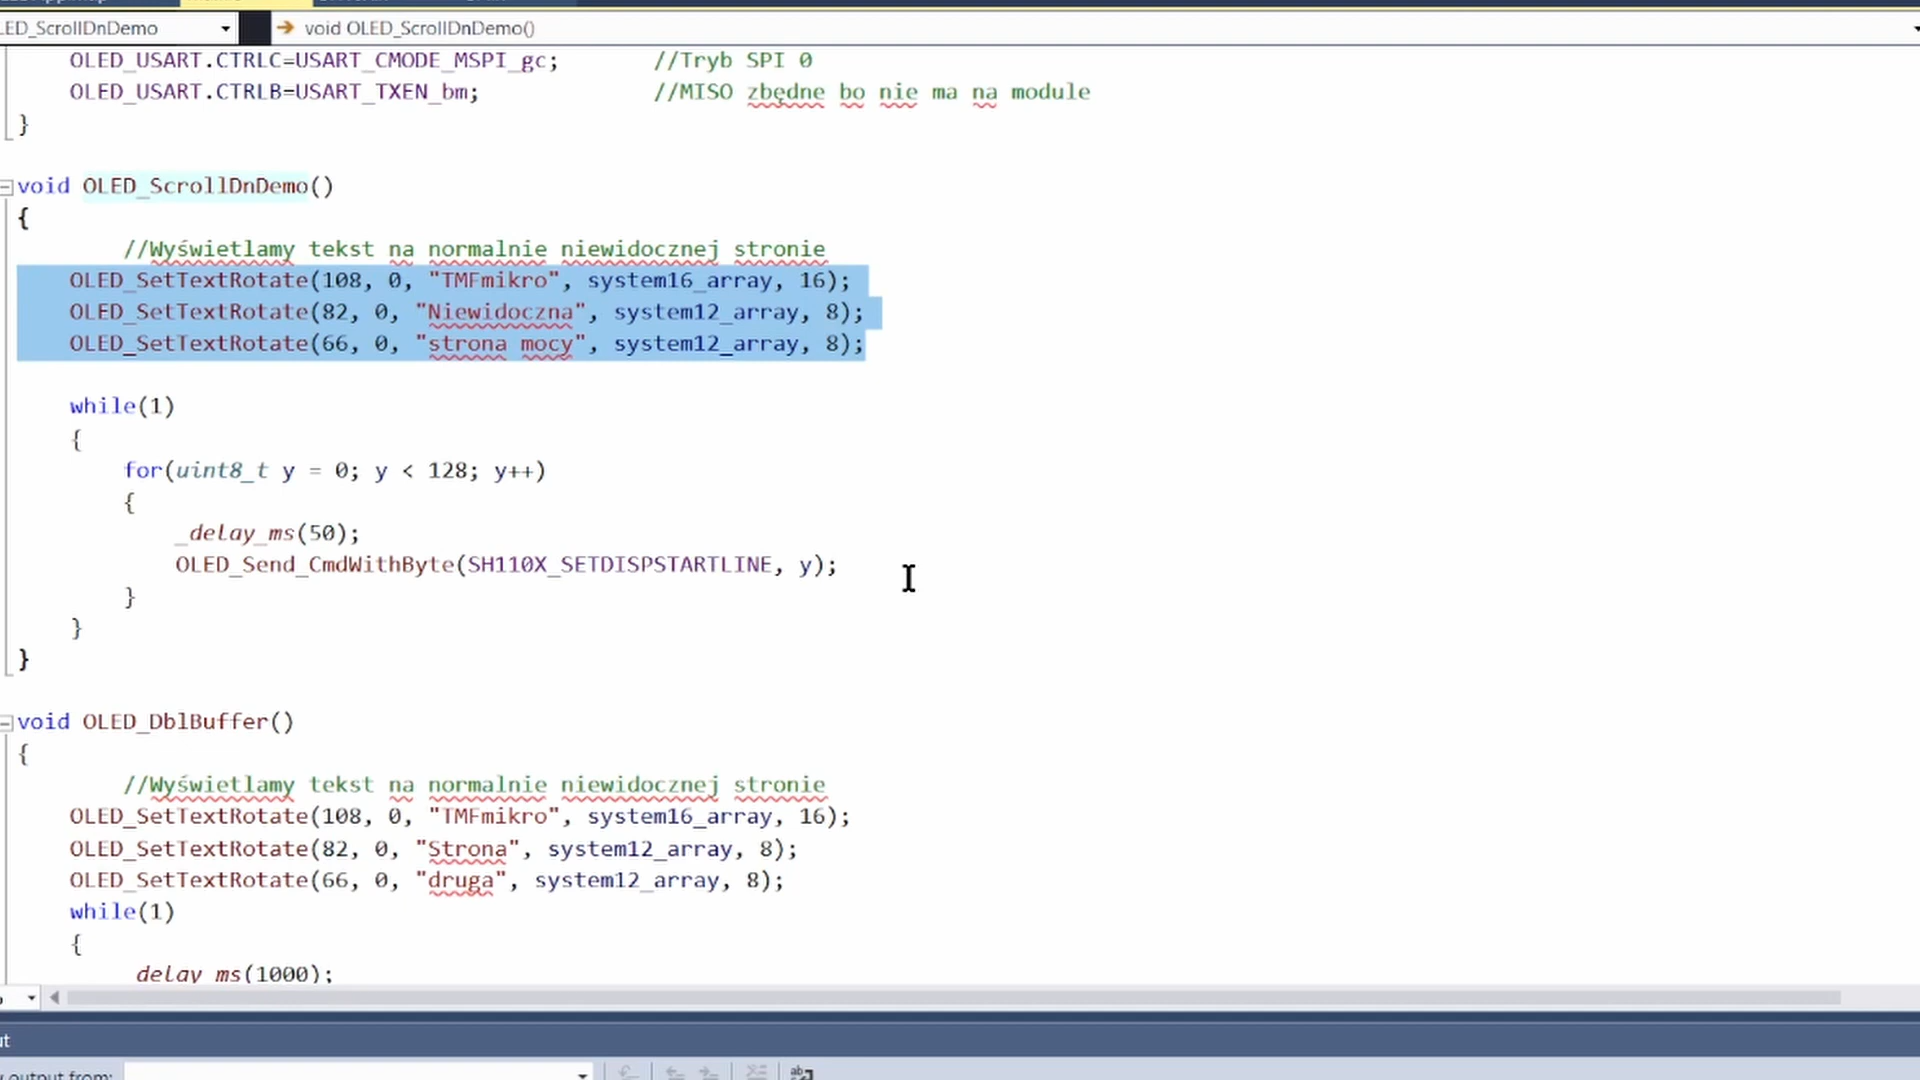 LED_ScrollDnDemo
void OLED_ScrollDnDemo()
OLED_USART.CTRLC=USART_CMODE_MSPI_gc; //Tryb SPI 0
OLED_USART.CTRLB=USART_TXEN_bm; //MISO zbędne bo nie ma na module
}
void OLED_ScrollDnDemo()
{
//Wyświetlamy tekst na normalnie niewidocznej stronie
OLED_SetTextRotate(108, 0, "TMFmikro", system16_array, 16);
OLED_SetTextRotate(82, 0, "Niewidoczna", system12_array, 8);
OLED_SetTextRotate(66, 0, "strona mocy", system12_array, 8);
while(1)
{
for(uint8_t y = 0; y < 128; y++)
{
_delay_ms(50);
OLED_Send_CmdWithByte(SH110X_SETDISPSTARTLINE, y);
}
}
}
void OLED_DblBuffer()
{
//Wyświetlamy tekst na normalnie niewidocznej stronie
OLED_SetTextRotate(108, 0, "TMFmikro", system16_array, 16);
OLED_SetTextRotate(82, 0, "Strona", system12_array, 8);
OLED_SetTextRotate(66, 0, "druga", system12_array, 8);
while(1)
{
_delay_ms(1000);
ut
output from: